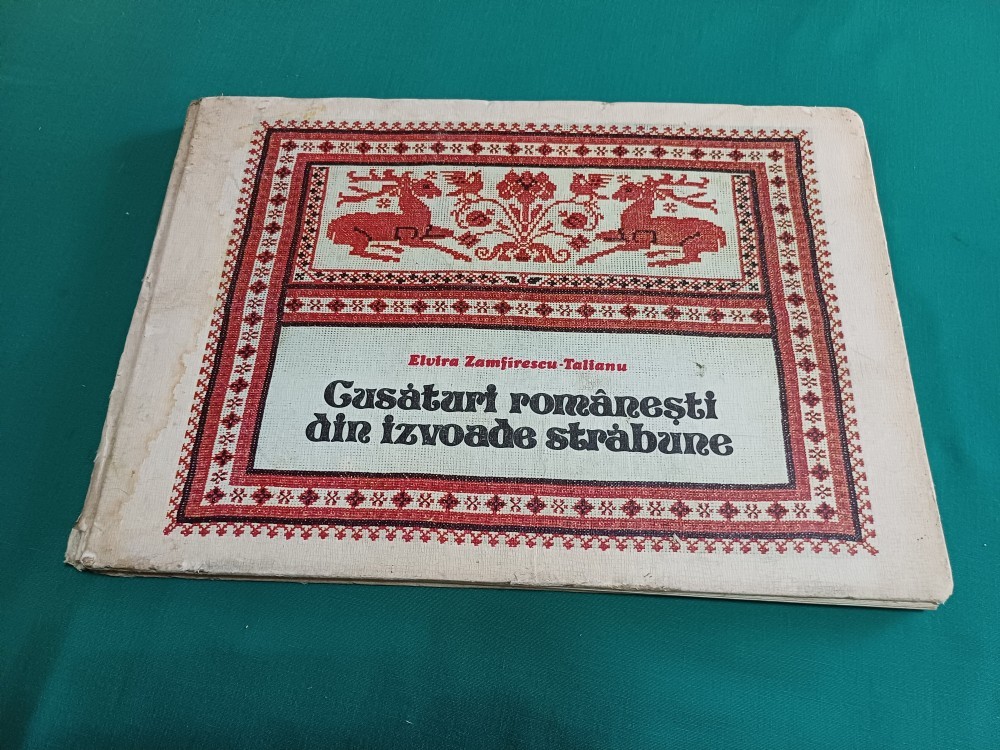 Elvira Zamfirescu-Talianu
Cusături românești
din izvoade străbune